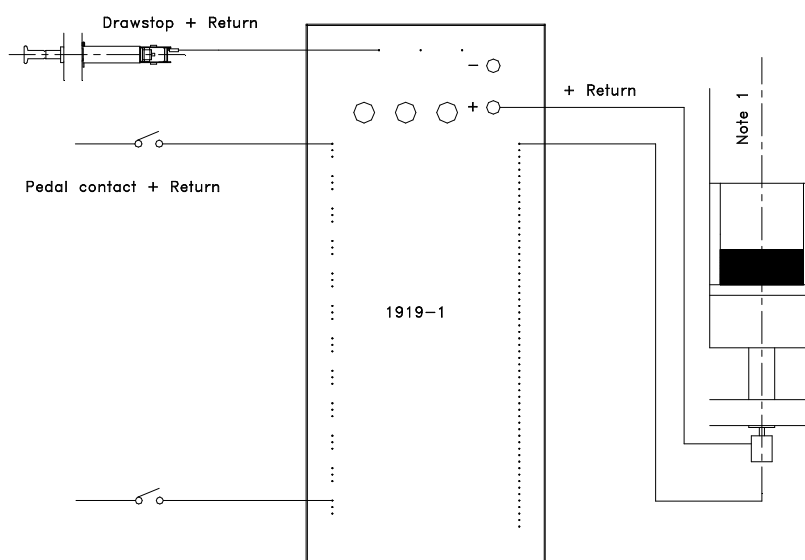 Drawstop + Return
-
+
+ Return
Note 1
Pedal contact + Return
1919-1